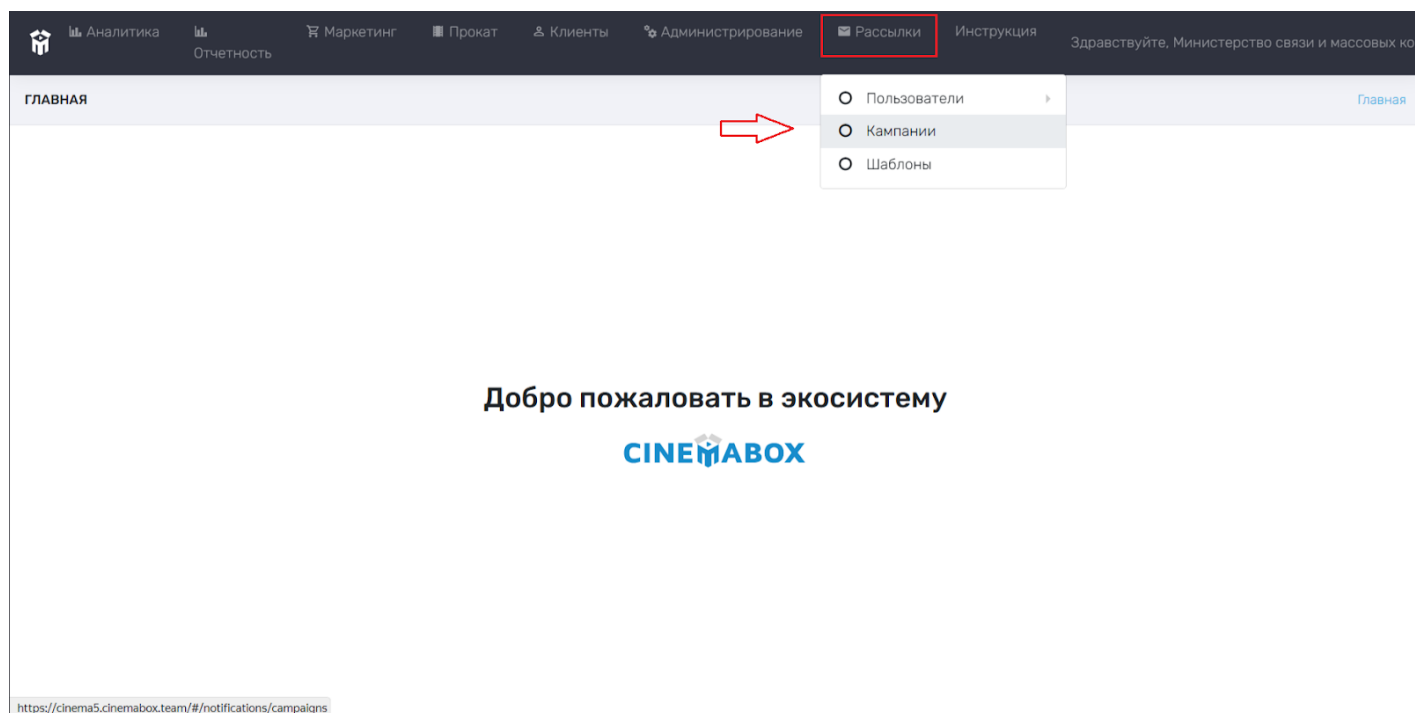 Аналитика
Отчетность
Маркетинг
Прокат
Клиенты
Администрирование
Рассылки
Инструкция
Здравствуйте, Министерство связи и массовых ко
ГЛАВНАЯ
Главная
Пользователи
Кампании
Шаблоны
Добро пожаловать в экосистему
CINEMABOX
https://cinema5.cinemabox.team/#/notifications/campaigns